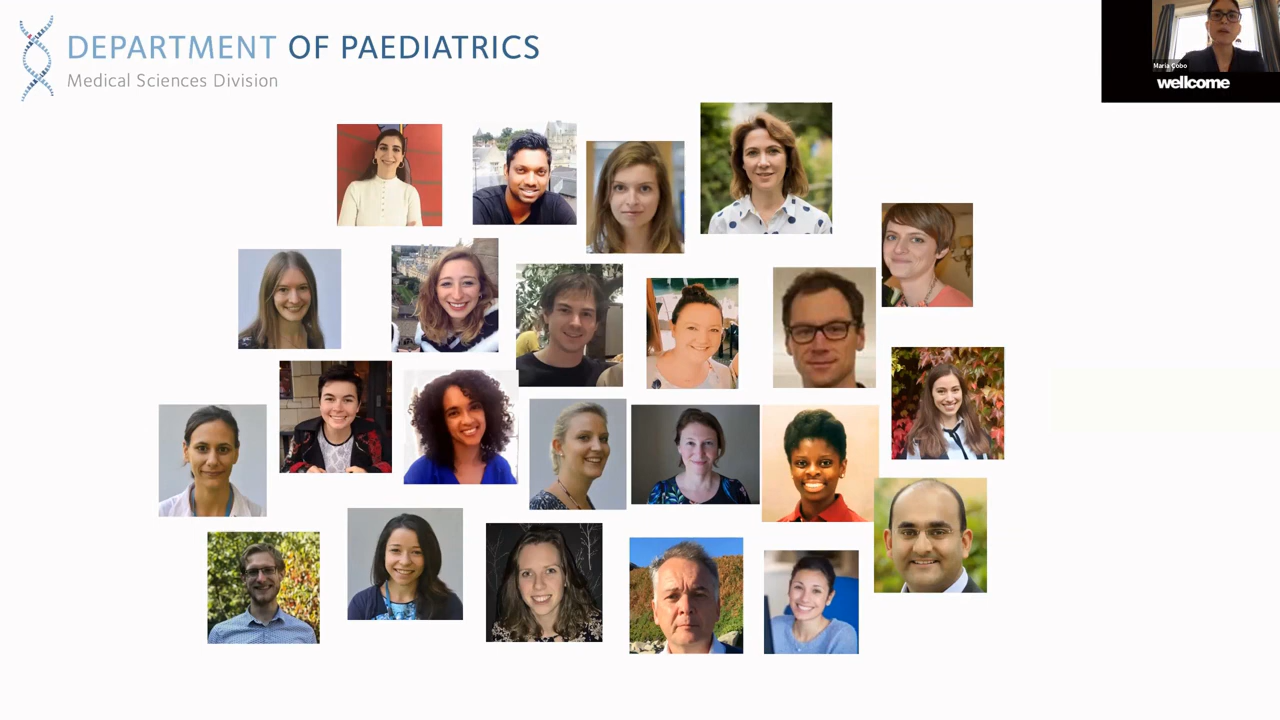 DEPARTMENT OF PAEDIATRICS
Medical Sciences Division
Maria Cobo
wellcome